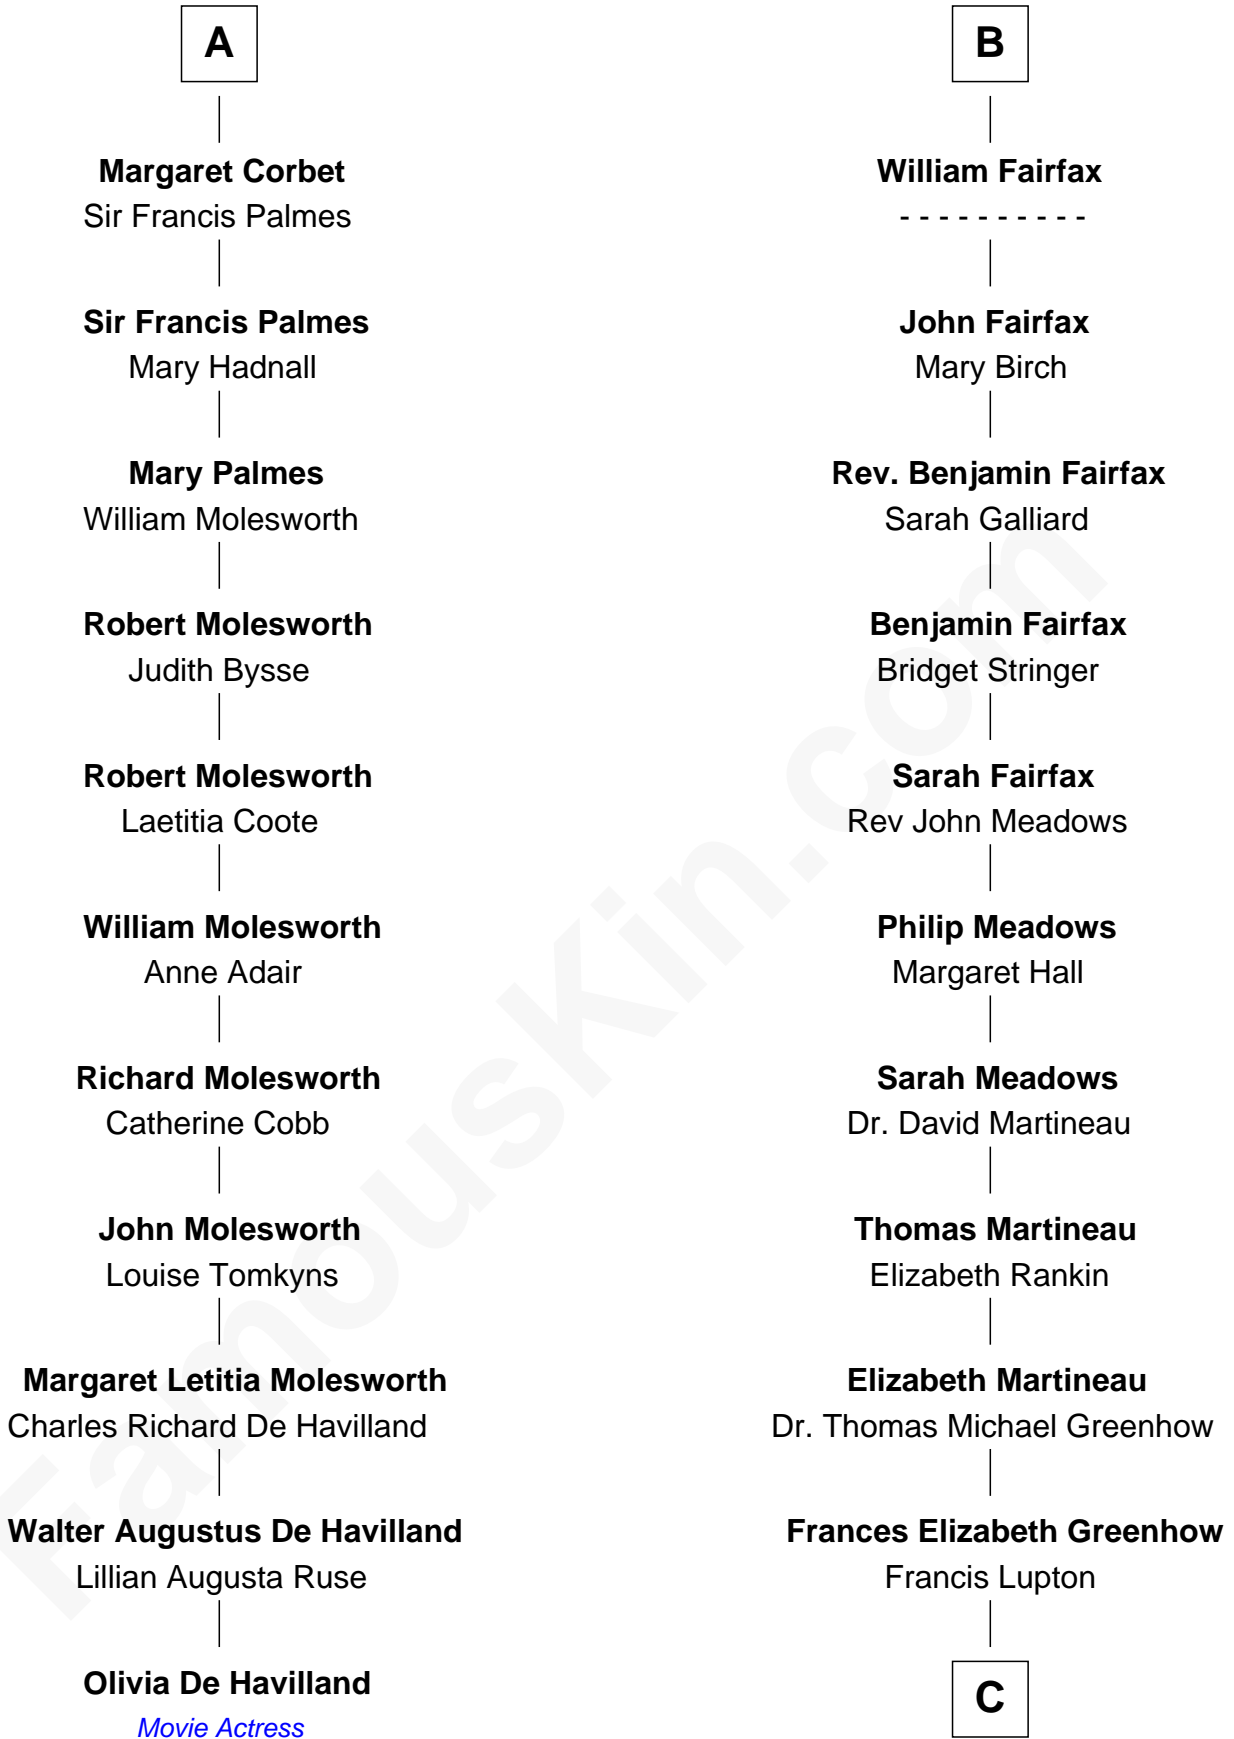 A
Margaret Corbet
Sir Francis Palmes
Sir Francis Palmes
Mary Hadnall
Mary Palmes
William Molesworth
Robert Molesworth
Judith Bysse
Robert Molesworth
Laetitia Coote
William Molesworth
Anne Adair
Richard Molesworth
Catherine Cobb
John Molesworth
Louise Tomkyns
Margaret Letitia Molesworth
Charles Richard De Havilland
Walter Augustus De Havilland
Lillian Augusta Ruse
Olivia De Havilland
Movie Actress
B
William Fairfax
- - - - - - - - - -
John Fairfax
Mary Birch
Rev. Benjamin Fairfax
Sarah Galliard
Benjamin Fairfax
Bridget Stringer
Sarah Fairfax
Rev John Meadows
Philip Meadows
Margaret Hall
Sarah Meadows
Dr. David Martineau
Thomas Martineau
Elizabeth Rankin
Elizabeth Martineau
Dr. Thomas Michael Greenhow
Frances Elizabeth Greenhow
Francis Lupton
C
FamousKin.com